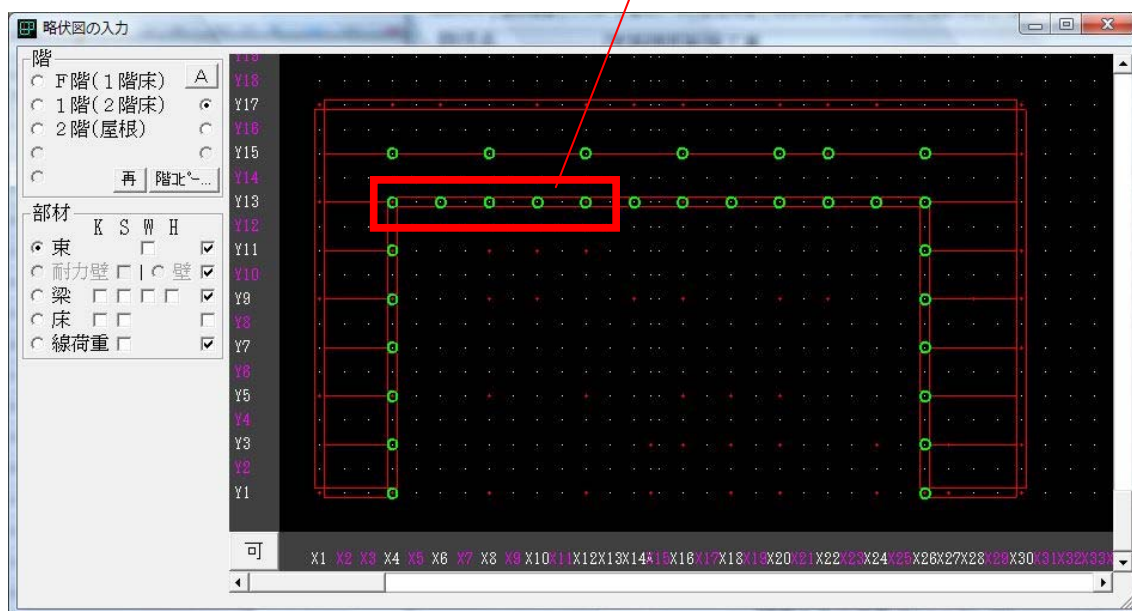 略伏図の入力
階
F階(1階床) A
1階(2階床)
2階(屋根)
再 階コピー...
部材
K S W H
束
耐力壁 | 壁
梁
床
線荷重
Y18
Y17
Y16
Y15
Y14
Y13
Y12
Y11
Y10
Y9
Y8
Y7
Y6
Y5
Y4
Y3
Y2
Y1
可
X1 X2 X3 X4 X5 X6 X7 X8 X9 X10 X11 X12 X13 X14 X15 X16 X17 X18 X19 X20 X21 X22 X23 X24 X25 X26 X27 X28 X29 X30 X31 X32 X33